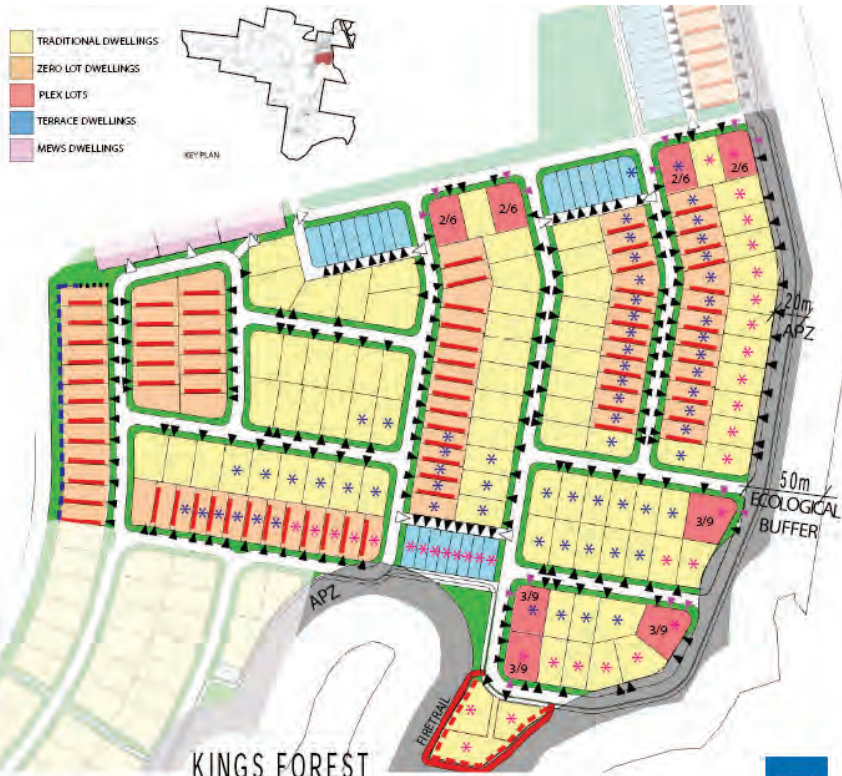 TRADITIONAL DWELLINGS
ZERO LOT DWELLINGS
PLEX LOTS
TERRACE DWELLINGS
MEWS DWELLINGS
KEY PLAN
2/6
2/6
2/6
2/6
20m
APZ
50m
ECOLOGICAL
BUFFER
3/9
3/9
3/9
3/9
APZ
FIRETRAIL
KINGS FOREST